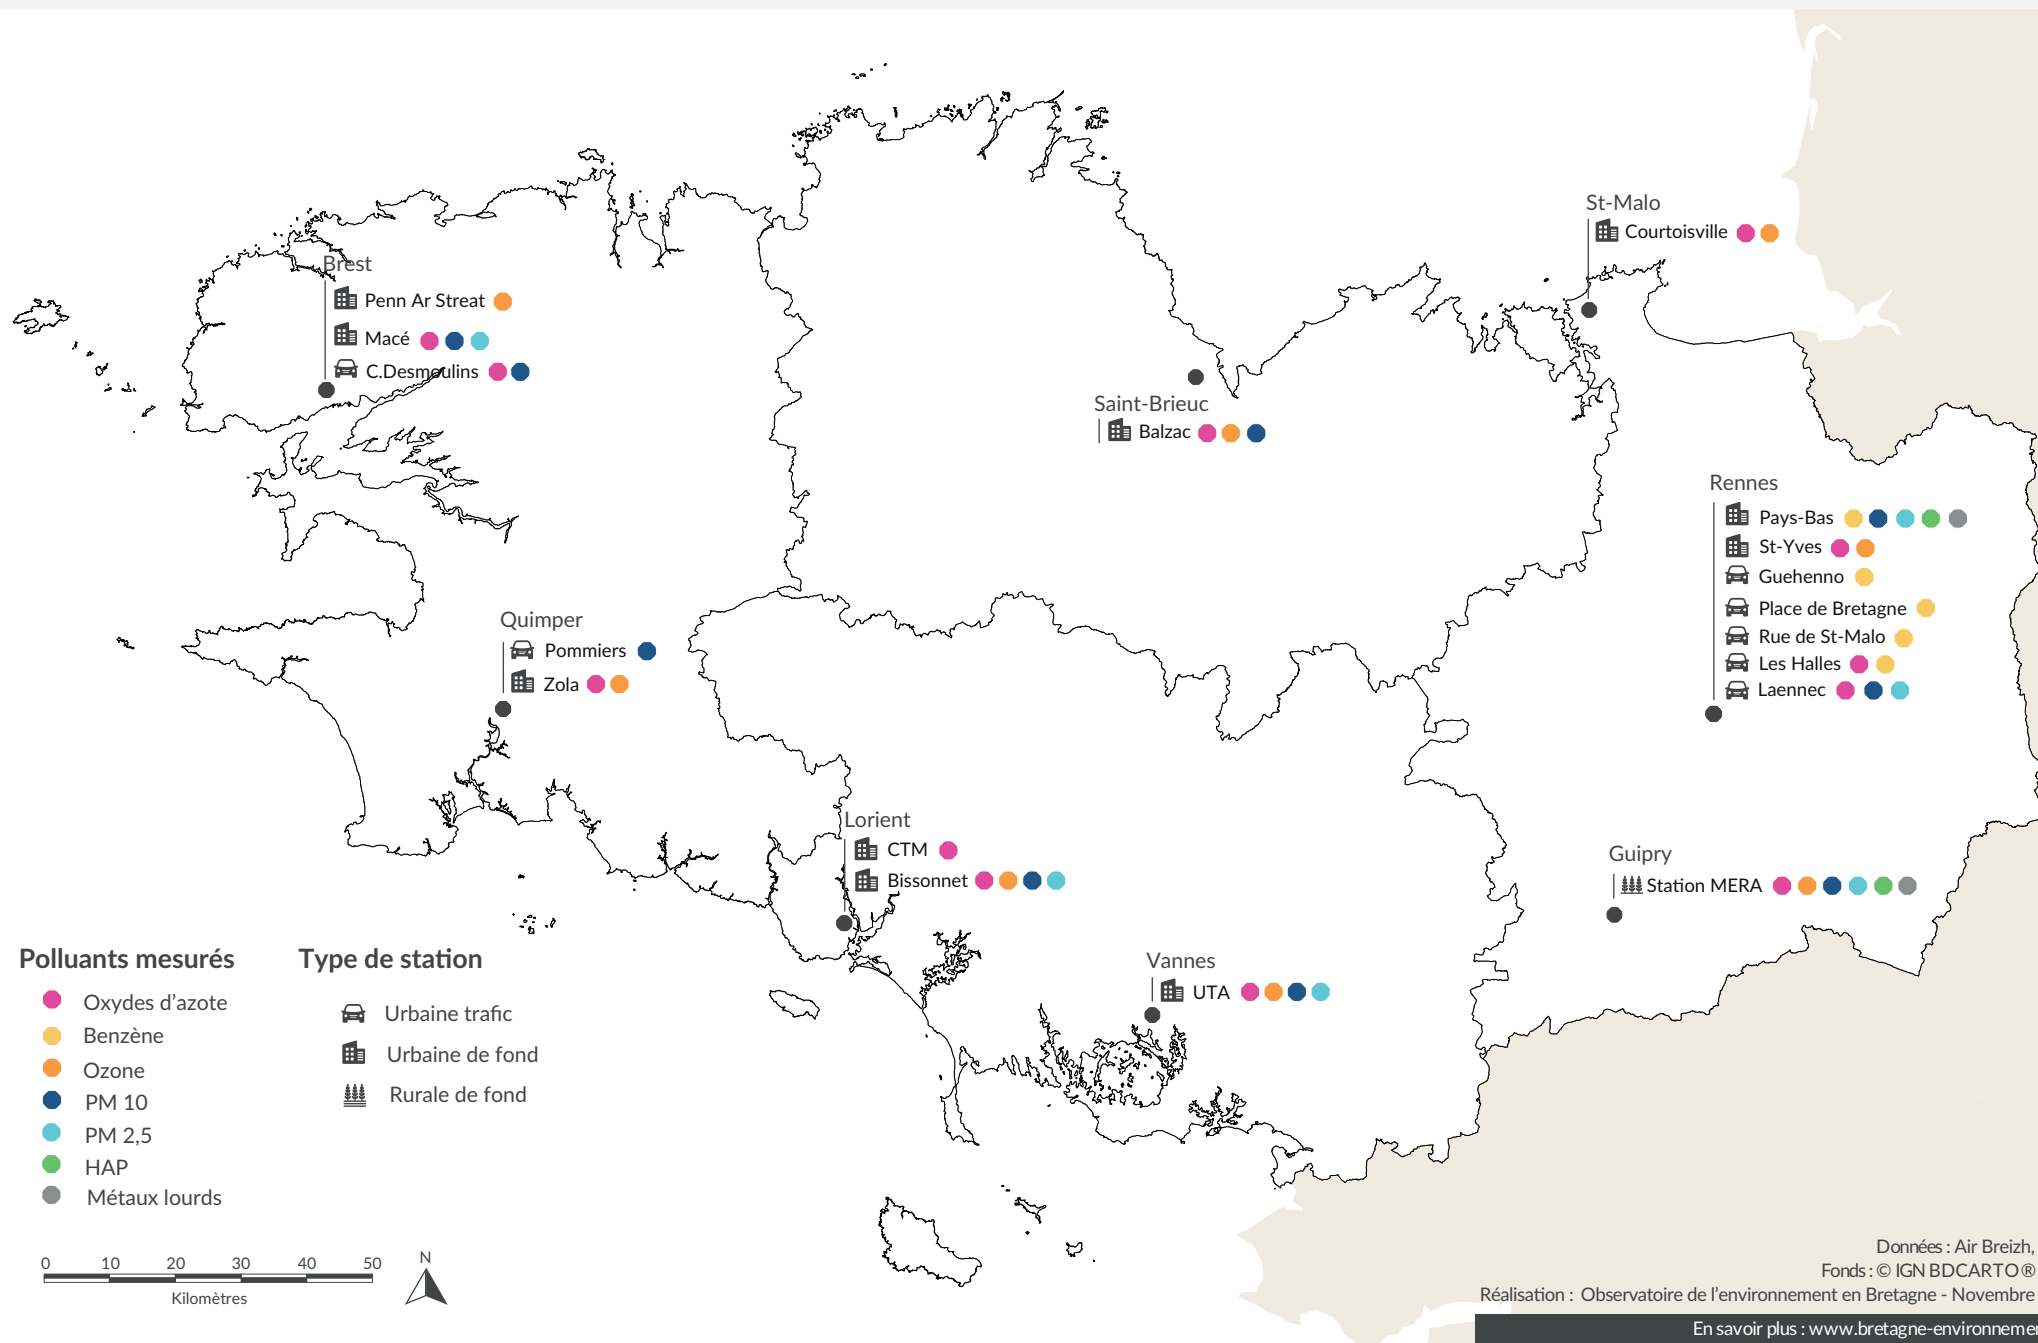 St-Malo
Courtoisville
Brest
Penn Ar Streat
Macé
C.Desmoulins
Saint-Brieuc
Balzac
Rennes
Pays-Bas
St-Yves
Guehenno
Place de Bretagne
Rue de St-Malo
Les Halles
Laennec
Quimper
Pommiers
Zola
Lorient
CTM
Bissonnet
Guipry
Station MERA
Vannes
UTA
Polluants mesurés
Oxydes d'azote
Benzène
Ozone
PM 10
PM 2,5
HAP
Métaux lourds
Type de station
Urbaine trafic
Urbaine de fond
Rurale de fond
0 10 20 30 40 50
Kilomètres
N
Données : Air Breizh,
Fonds : © IGN BDCARTO®
Réalisation : Observatoire de l'environnement en Bretagne - Novembre
En savoir plus : www.bretagne-environneme